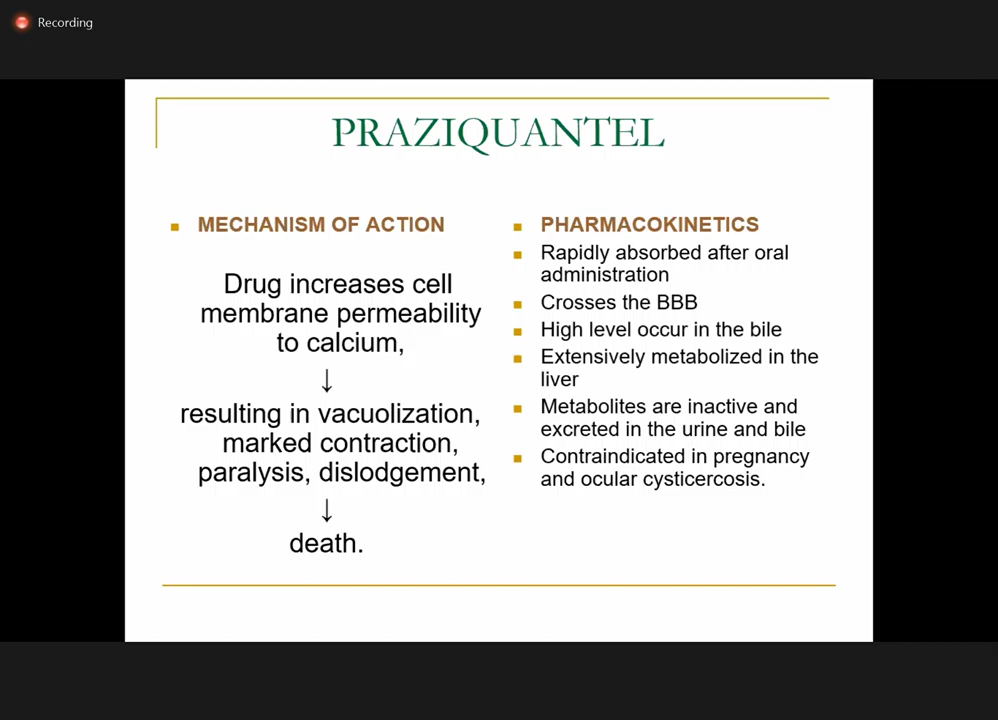 Recording
PRAZIQUANTEL
MECHANISM OF ACTION
Drug increases cell
membrane permeability
to calcium,
↓
resulting in vacuolization,
marked contraction,
paralysis, dislodgement,
↓
death.
PHARMACOKINETICS
Rapidly absorbed after oral
administration
Crosses the BBB
High level occur in the bile
Extensively metabolized in the
liver
Metabolites are inactive and
excreted in the urine and bile
Contraindicated in pregnancy
and ocular cysticercosis.